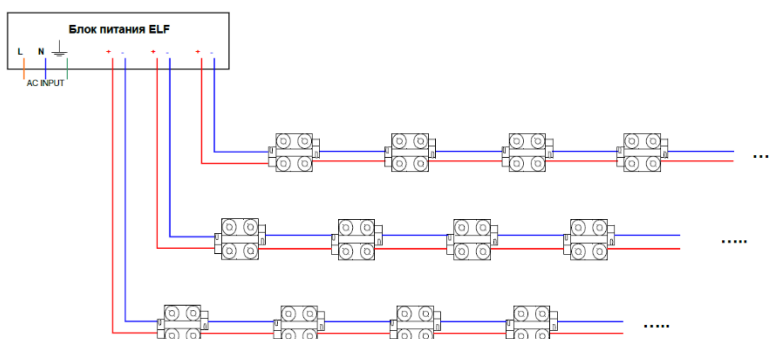 Блок питания ELF
L N + - + - + -
AC INPUT
...
.....
.....